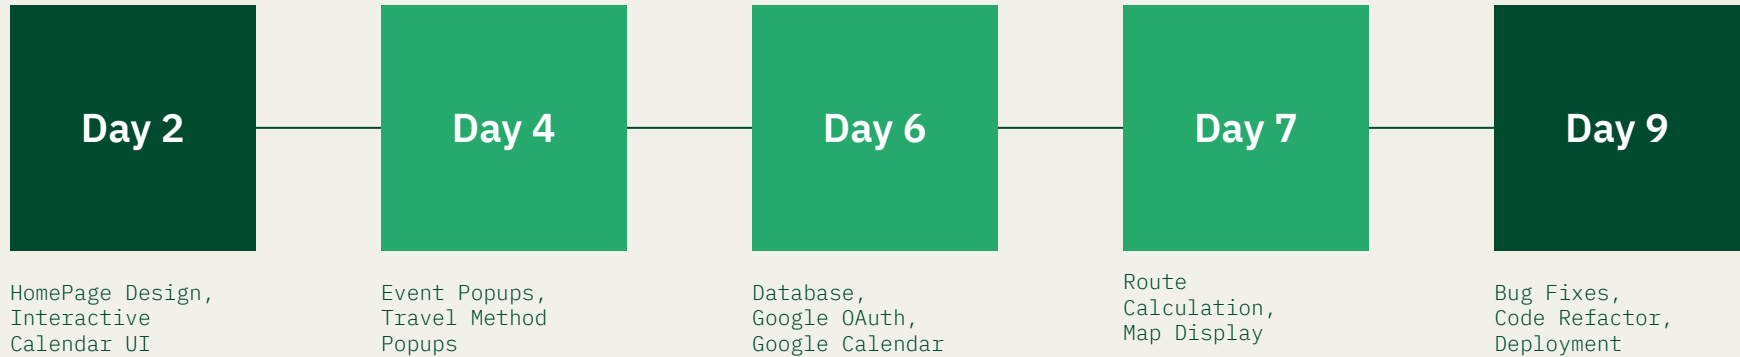 Day 2
Day 4
Day 6
Day 7
Day 9
HomePage Design,
Interactive
Calendar UI
Event Popups,
Travel Method
Popups
Database,
Google OAuth,
Google Calendar
Route
Calculation,
Map Display
Bug Fixes,
Code Refactor,
Deployment